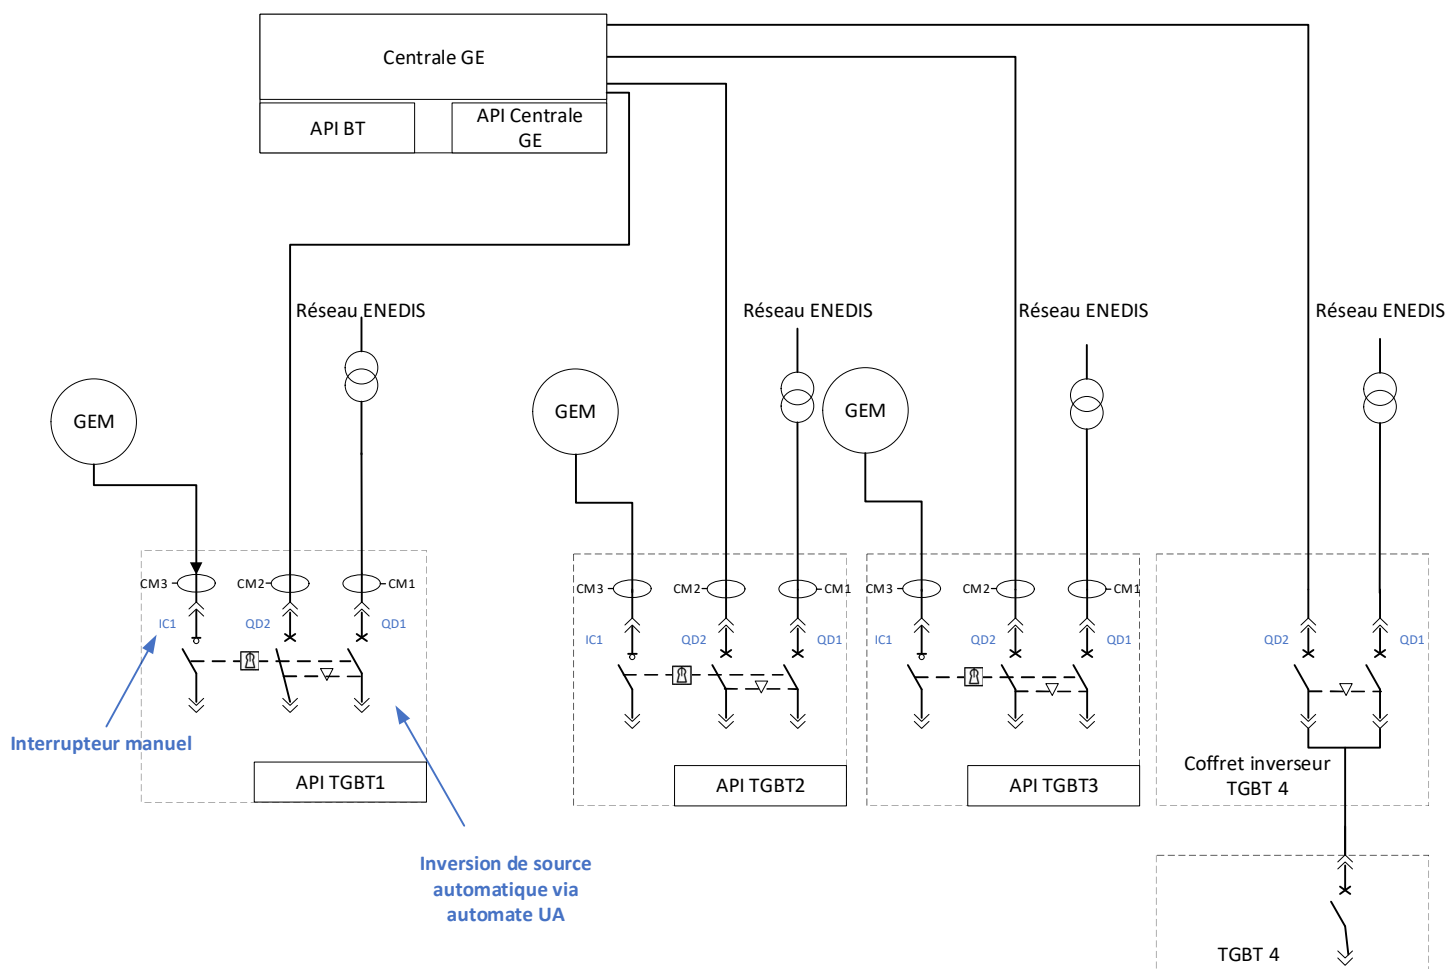 Centrale GE
API BT
API Centrale
GE
Réseau ENEDIS
Réseau ENEDIS
Réseau ENEDIS
Réseau ENEDIS
GEM
GEM
GEM
CM3
CM2
CM1
CM3
CM2
CM1
CM3
CM2
CM1
IC1
QD2
QD1
IC1
QD2
QD1
IC1
QD2
QD1
QD2
QD1
Interrupteur manuel
API TGBT1
API TGBT2
API TGBT3
Coffret inverseur
TGBT 4
Inversion de source
automatique via
automate UA
TGBT 4